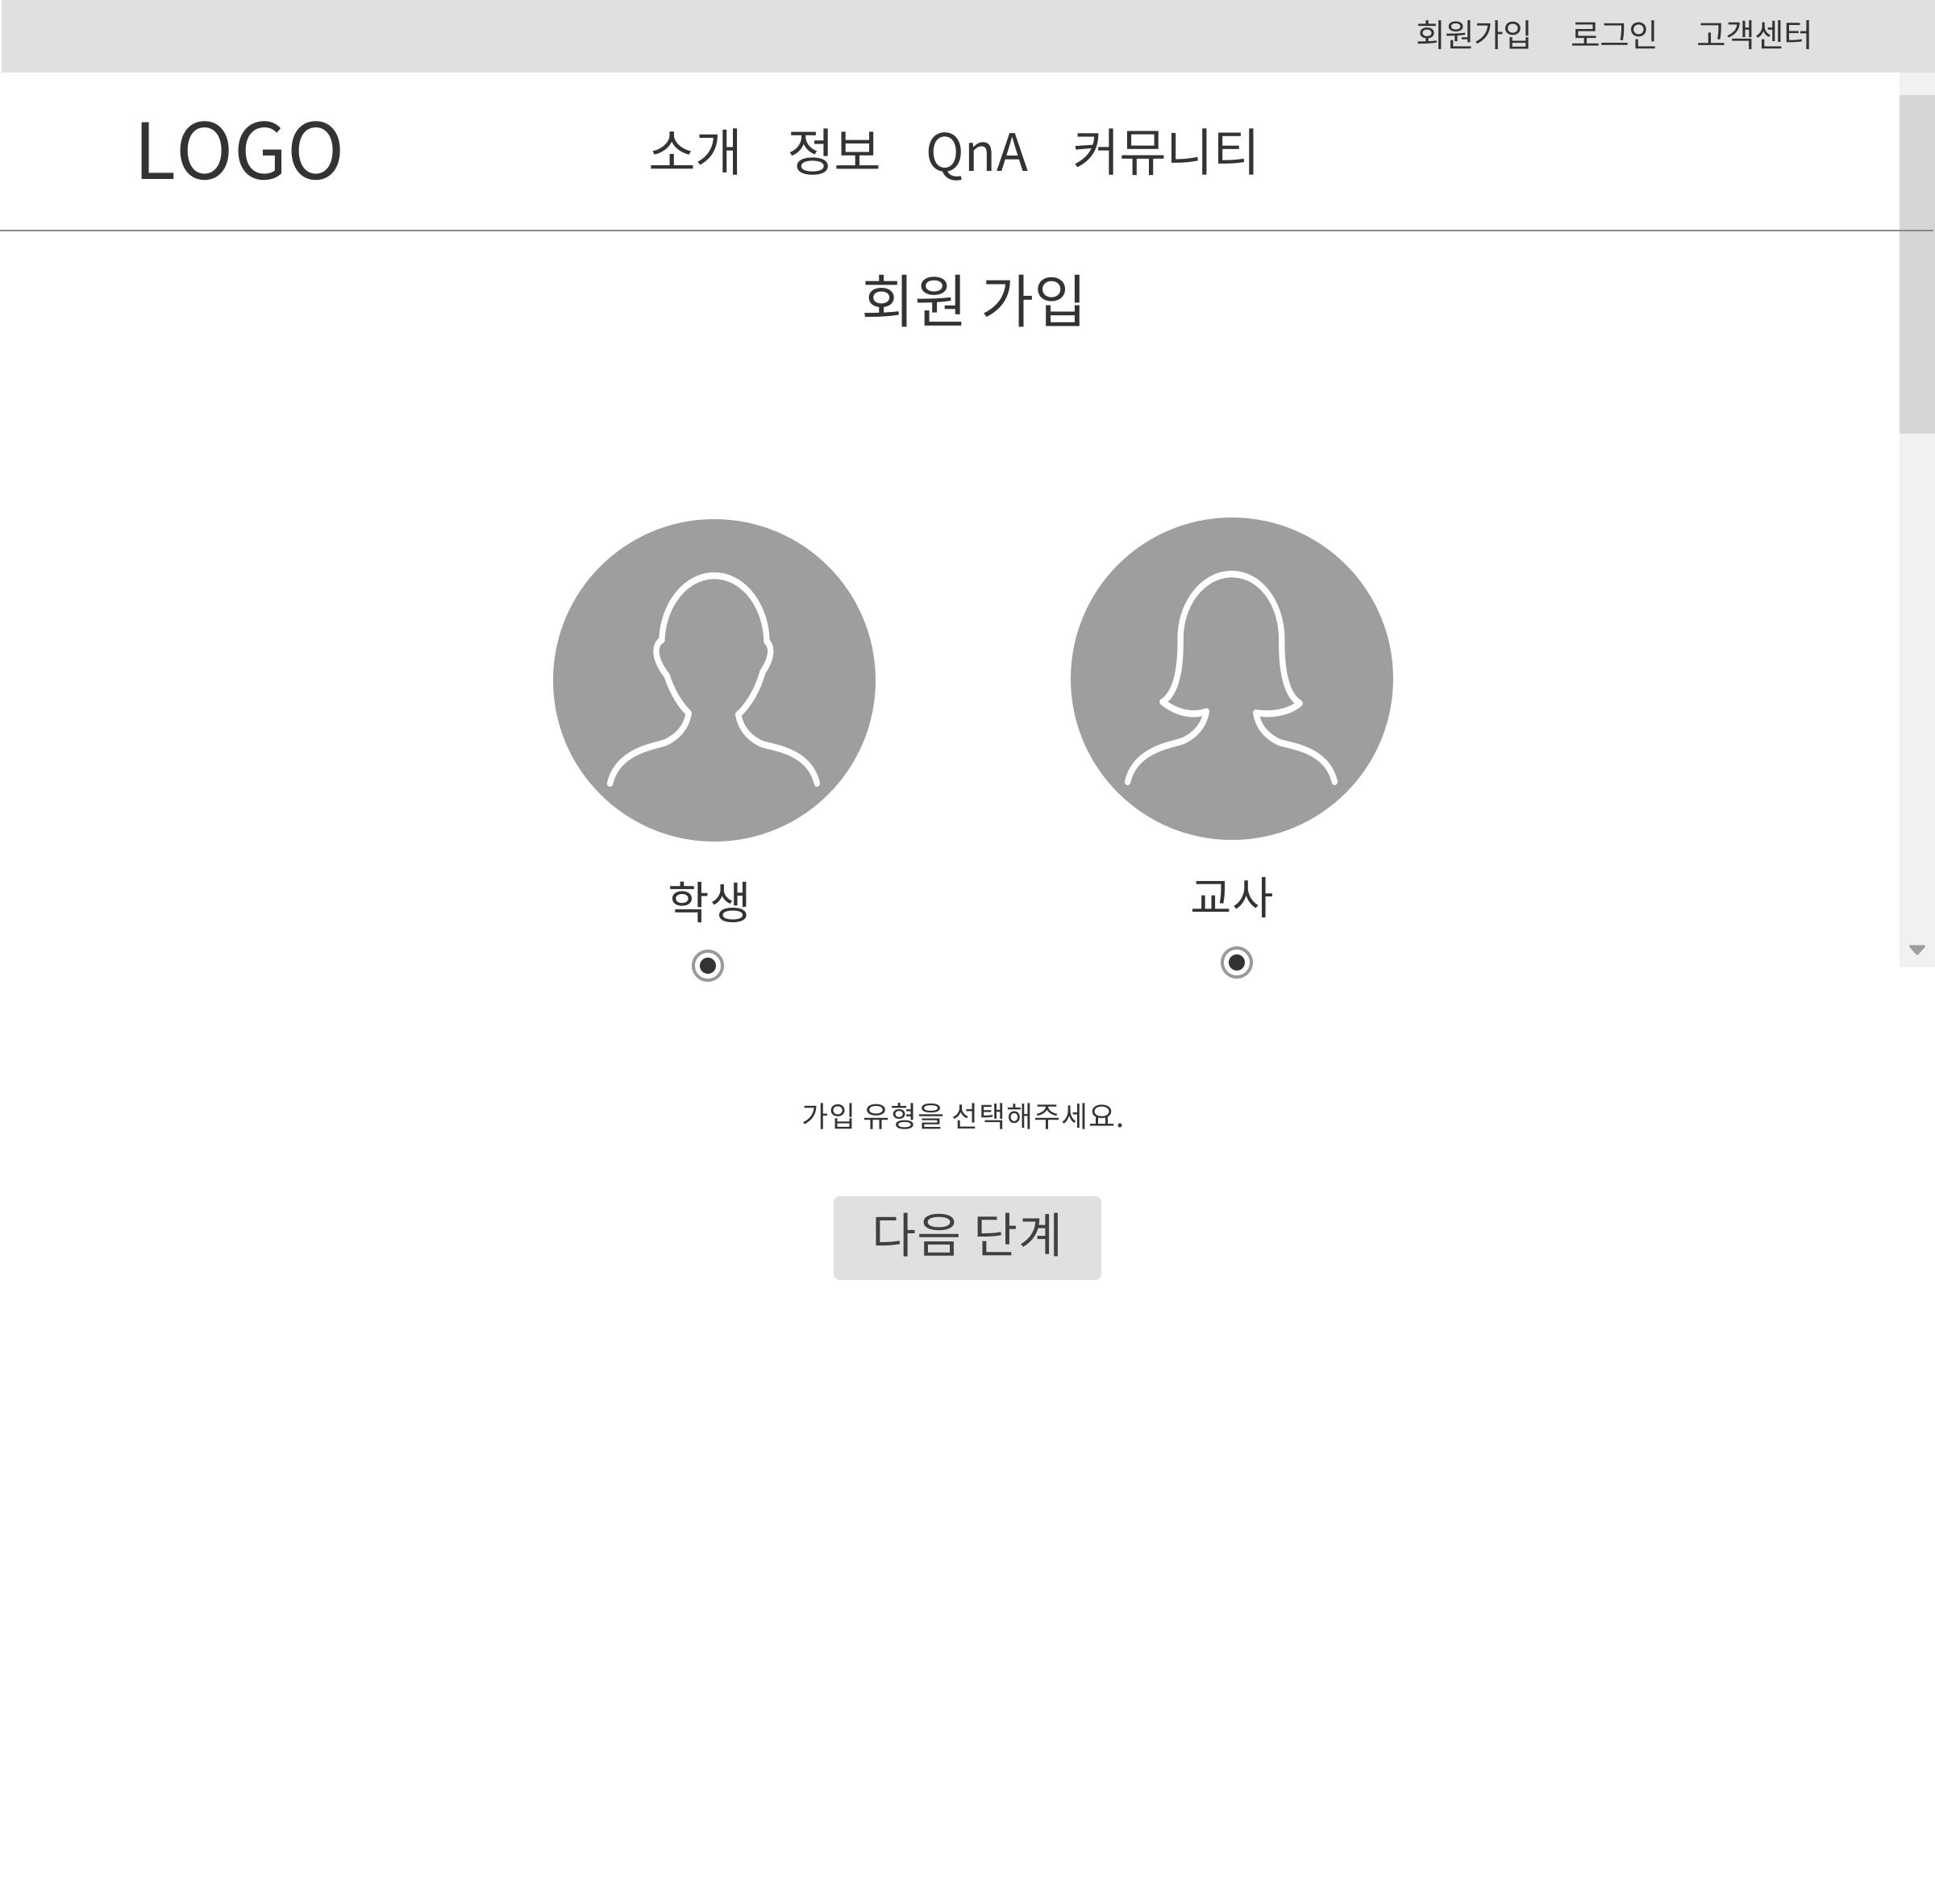 회원가입 로그인 고객센터
LOGO 소개 정보 QnA 커뮤니티
회원 가입
학생 교사
가입 유형을 선택해주세요.
다음 단계